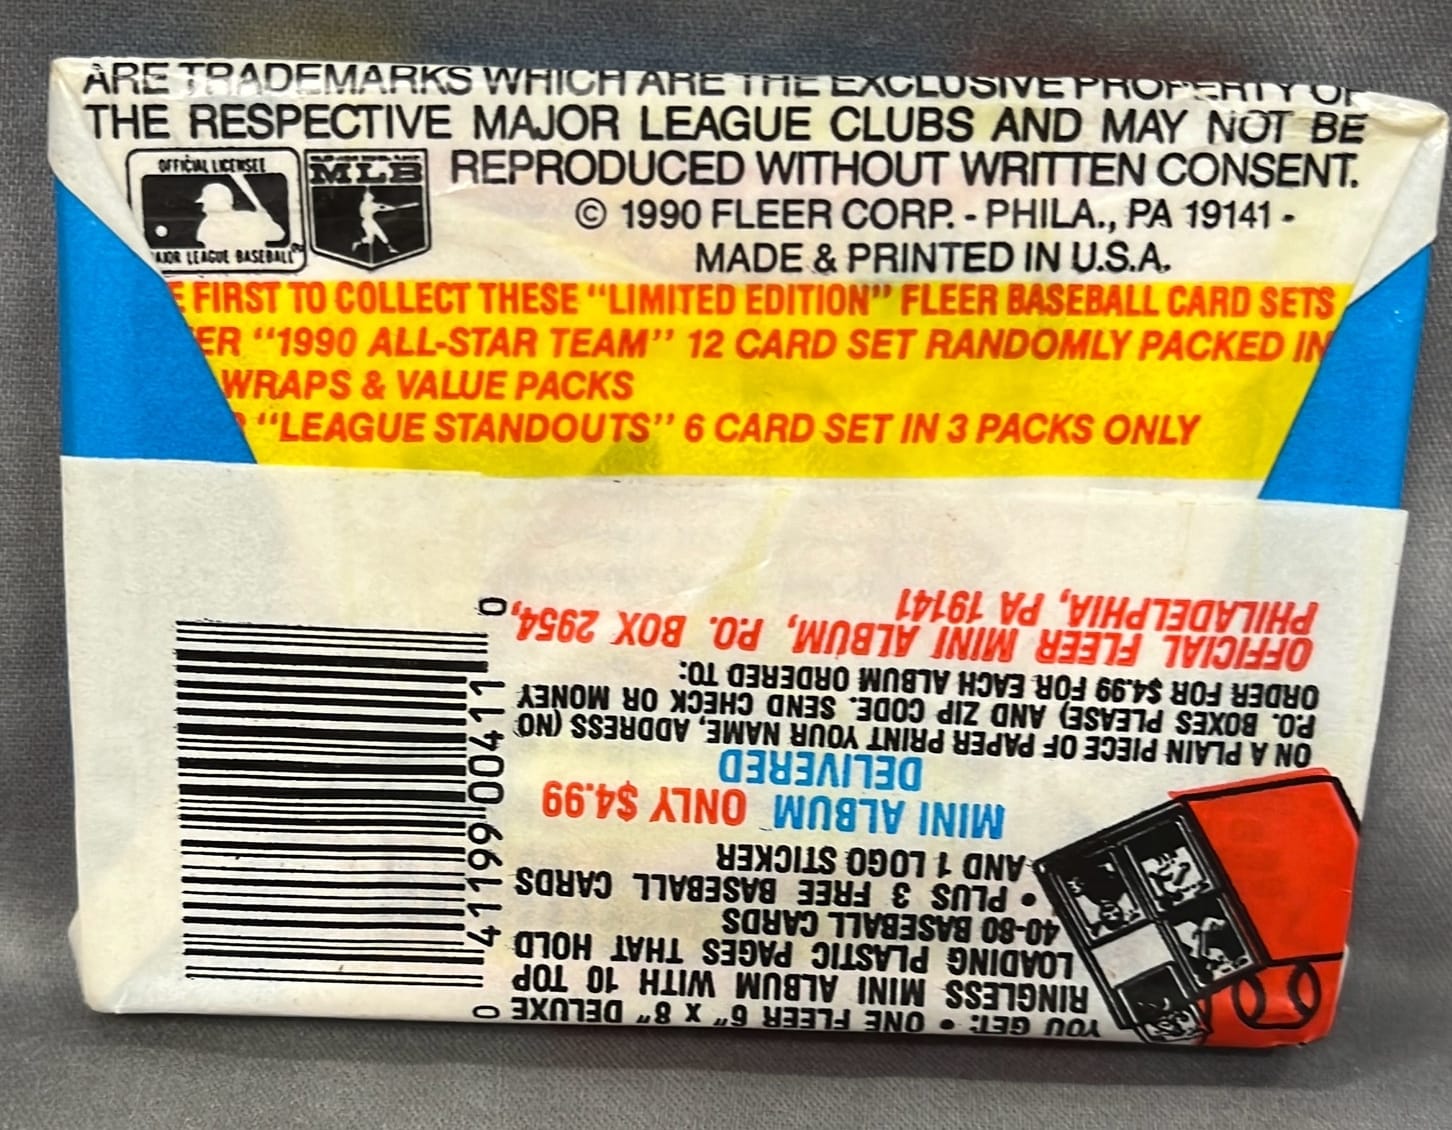 ARE TRADEMARKS WHICH ARE THE EXCLUSIVE PROPERTY OF
THE RESPECTIVE MAJOR LEAGUE CLUBS AND MAY NOT BE
REPRODUCED WITHOUT WRITTEN CONSENT.
© 1990 FLEER CORP. - PHILA., PA 19141 -
MADE & PRINTED IN U.S.A.
OFFICIAL LICENSEE
AJOR LEAGUE BASEBALL
MLB
E FIRST TO COLLECT THESE "LIMITED EDITION" FLEER BASEBALL CARD SETS
ER "1990 ALL-STAR TEAM" 12 CARD SET RANDOMLY PACKED IN
WRAPS & VALUE PACKS
"LEAGUE STANDOUTS" 6 CARD SET IN 3 PACKS ONLY
YOU GET: • ONE FLEER 6" X 8" DELUXE
RINGLESS MINI ALBUM WITH 10 TOP
LOADING PLASTIC PAGES THAT HOLD
40-80 BASEBALL CARDS
• PLUS 3 FREE BASEBALL CARDS
AND 1 LOGO STICKER
MINI ALBUM ONLY $4.99
DELIVERED
ON A PLAIN PIECE OF PAPER PRINT YOUR NAME, ADDRESS (NO
P.O. BOXES PLEASE) AND ZIP CODE. SEND CHECK OR MONEY
ORDER FOR $4.99 FOR EACH ALBUM ORDERED TO:
OFFICIAL FLEER MINI ALBUM, P.O. BOX 2954,
PHILADELPHIA, PA 19141
0 41199 00411 0